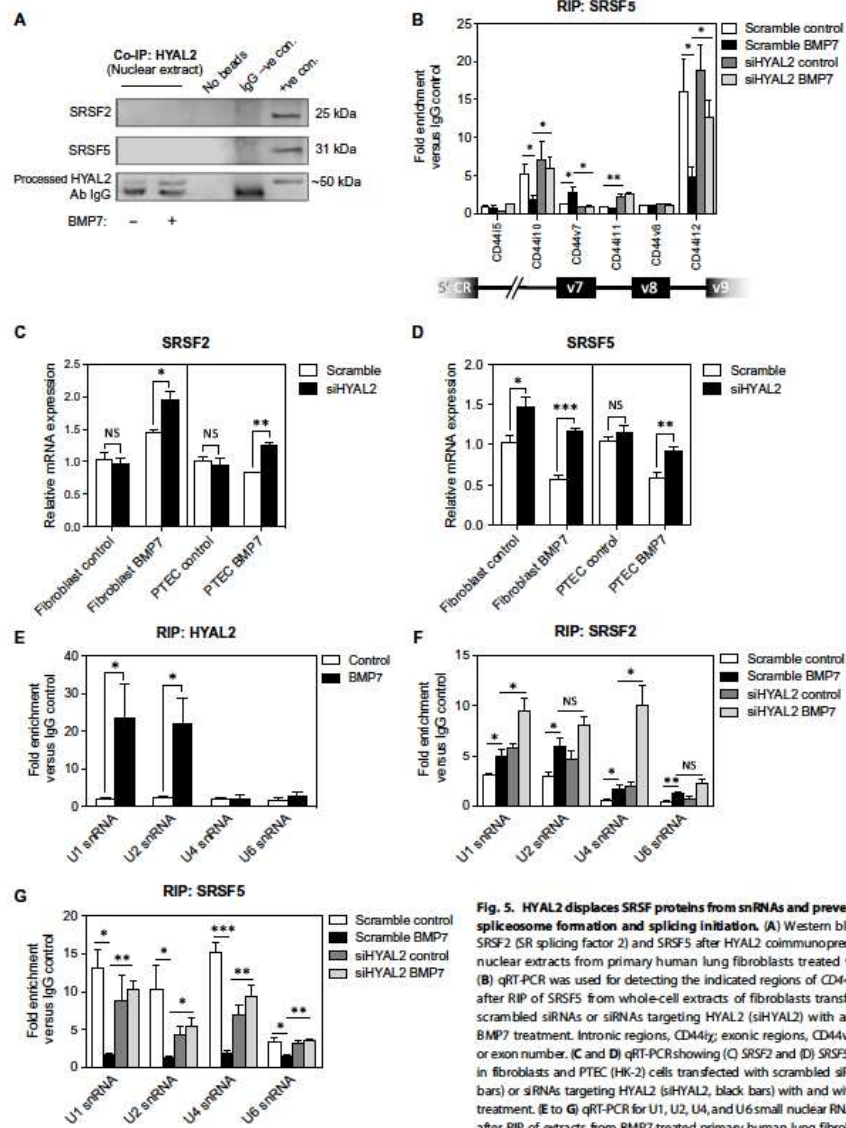 A
Co-IP: HYAL2
(Nuclear extract)
No beads
IgG –ve con.
+ve con.
SRSF2
25 kDa
SRSF5
31 kDa
Processed HYAL2
~50 kDa
Ab IgG
BMP7: – +
B
RIP: SRSF5
Fold enrichment
versus IgG control
25
20
15
10
5
0
* * * * * * ** * *
Scramble control
Scramble BMP7
siHYAL2 control
siHYAL2 BMP7
CD44i5
CD44i10
CD44v7
CD44i11
CD44v8
CD44i12
5' CR
v7
v8
v9
C
SRSF2
Relative mRNA expression
2.5
2.0
1.5
1.0
0.5
0.0
NS * NS **
Scramble
siHYAL2
Fibroblast control
Fibroblast BMP7
PTEC control
PTEC BMP7
D
SRSF5
Relative mRNA expression
2.0
1.5
1.0
0.5
0.0
* *** NS **
Scramble
siHYAL2
Fibroblast control
Fibroblast BMP7
PTEC control
PTEC BMP7
E
RIP: HYAL2
Fold enrichment
versus IgG control
40
30
20
10
0
* *
Control
BMP7
U1 snRNA
U2 snRNA
U4 snRNA
U6 snRNA
F
RIP: SRSF2
Fold enrichment
versus IgG control
15
10
5
0
* * * NS * * ** NS
Scramble control
Scramble BMP7
siHYAL2 control
siHYAL2 BMP7
U1 snRNA
U2 snRNA
U4 snRNA
U6 snRNA
G
RIP: SRSF5
Fold enrichment
versus IgG control
20
15
10
5
0
* ** * * *** ** * **
Scramble control
Scramble BMP7
siHYAL2 control
siHYAL2 BMP7
U1 snRNA
U2 snRNA
U4 snRNA
U6 snRNA
Fig. 5. HYAL2 displaces SRSF proteins from snRNAs and preve
spliceosome formation and splicing initiation. (A) Western bl
SRSF2 (SR splicing factor 2) and SRSF5 after HYAL2 coimmunopre
nuclear extracts from primary human lung fibroblasts treated
(B) qRT-PCR was used for detecting the indicated regions of CD4
after RIP of SRSF5 from whole-cell extracts of fibroblasts transf
scrambled siRNAs or siRNAs targeting HYAL2 (siHYAL2) with a
BMP7 treatment. Intronic regions, CD44iχ; exonic regions, CD44v
or exon number. (C and D) qRT-PCR showing (C) SRSF2 and (D) SRSF5
in fibroblasts and PTEC (HK-2) cells transfected with scrambled siR
bars) or siRNAs targeting HYAL2 (siHYAL2, black bars) with and wi
treatment. (E to G) qRT-PCR for U1, U2, U4, and U6 small nuclear RN
after RIP of extracts from BMP7-treated primary human lung fibrol